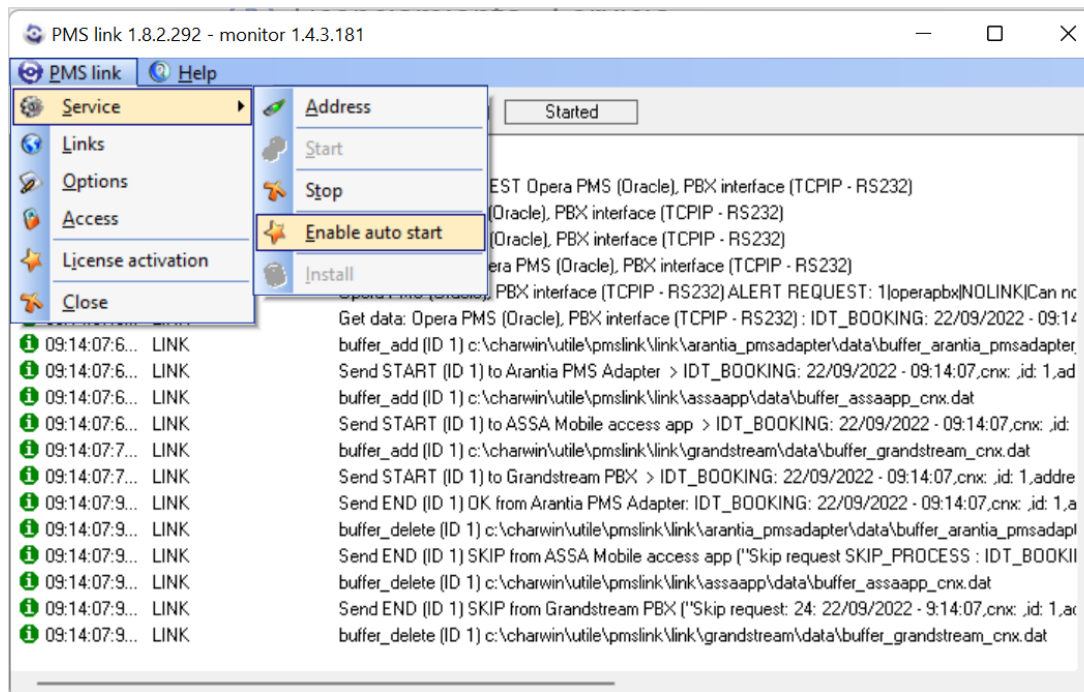 PMS link 1.8.2.292 - monitor 1.4.3.181
PMS link Help
Service
Links
Options
Access
License activation
Close
Address
Start
Stop
Enable auto start
Install
Started
EST Opera PMS (Oracle), PBX interface (TCPIP - RS232)
(Oracle), PBX interface (TCPIP - RS232)
(Oracle), PBX interface (TCPIP - RS232)
era PMS (Oracle), PBX interface (TCPIP - RS232)
PBX interface (TCPIP - RS232) ALERT REQUEST: 1|operapbx|NOLINK|Can no
Get data: Opera PMS (Oracle), PBX interface (TCPIP - RS232) : IDT_BOOKING: 22/09/2022 - 09:14
09:14:07:6... LINK buffer_add (ID 1) c:\charwin\utile\pmslink\link\arantia_pmsadapter\data\buffer_arantia_pmsadapter_
09:14:07:6... LINK Send START (ID 1) to Arantia PMS Adapter > IDT_BOOKING: 22/09/2022 - 09:14:07,cnx: ,id: 1,ad
09:14:07:6... LINK buffer_add (ID 1) c:\charwin\utile\pmslink\link\assaapp\data\buffer_assaapp_cnx.dat
09:14:07:6... LINK Send START (ID 1) to ASSA Mobile access app > IDT_BOOKING: 22/09/2022 - 09:14:07,cnx: ,id:
09:14:07:7... LINK buffer_add (ID 1) c:\charwin\utile\pmslink\link\grandstream\data\buffer_grandstream_cnx.dat
09:14:07:7... LINK Send START (ID 1) to Grandstream PBX > IDT_BOOKING: 22/09/2022 - 09:14:07,cnx: ,id: 1,addre
09:14:07:9... LINK Send END (ID 1) OK from Arantia PMS Adapter: IDT_BOOKING: 22/09/2022 - 09:14:07,cnx: ,id: 1,a
09:14:07:9... LINK buffer_delete (ID 1) c:\charwin\utile\pmslink\link\arantia_pmsadapter\data\buffer_arantia_pmsadapt
09:14:07:9... LINK Send END (ID 1) SKIP from ASSA Mobile access app ("Skip request SKIP_PROCESS : IDT_BOOKI
09:14:07:9... LINK buffer_delete (ID 1) c:\charwin\utile\pmslink\link\assaapp\data\buffer_assaapp_cnx.dat
09:14:07:9... LINK Send END (ID 1) SKIP from Grandstream PBX ("Skip request: 24: 22/09/2022 - 9:14:07,cnx: ,id: 1,a
09:14:07:9... LINK buffer_delete (ID 1) c:\charwin\utile\pmslink\link\grandstream\data\buffer_grandstream_cnx.dat